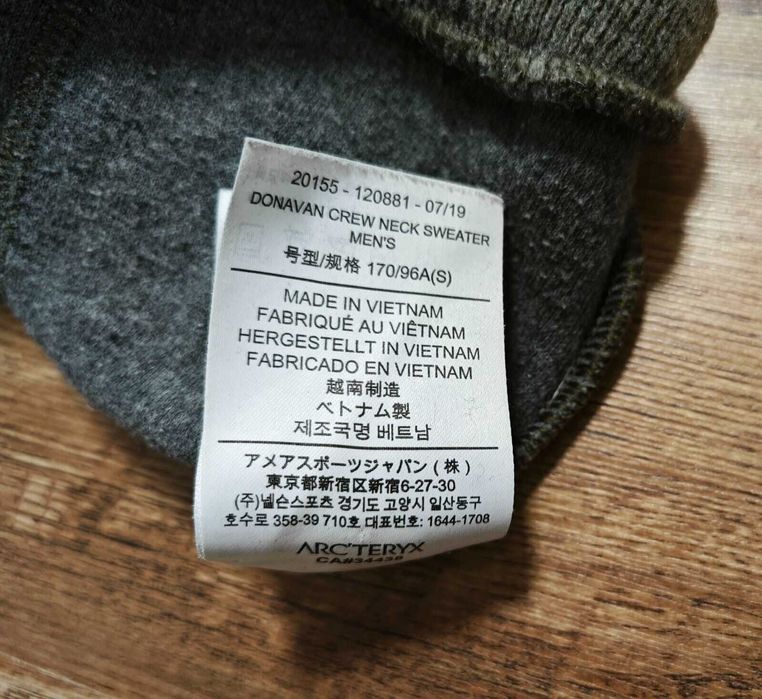 20155 - 120881 - 07/19
DONAVAN CREW NECK SWEATER
MEN'S
号型/规格 170/96A(S)
MADE IN VIETNAM
FABRIQUÉ AU VIÊTNAM
HERGESTELLT IN VIETNAM
FABRICADO EN VIETNAM
越南制造
ベトナム製
제조국명 베트남
アメアスポーツジャパン ( 株 )
東京都新宿区新宿6-27-30
(주)넬슨스포츠 경기도 고양시 일산동구
호수로 358-39 710호 대표번호: 1644-1708
ARC'TERYX
CA#34439